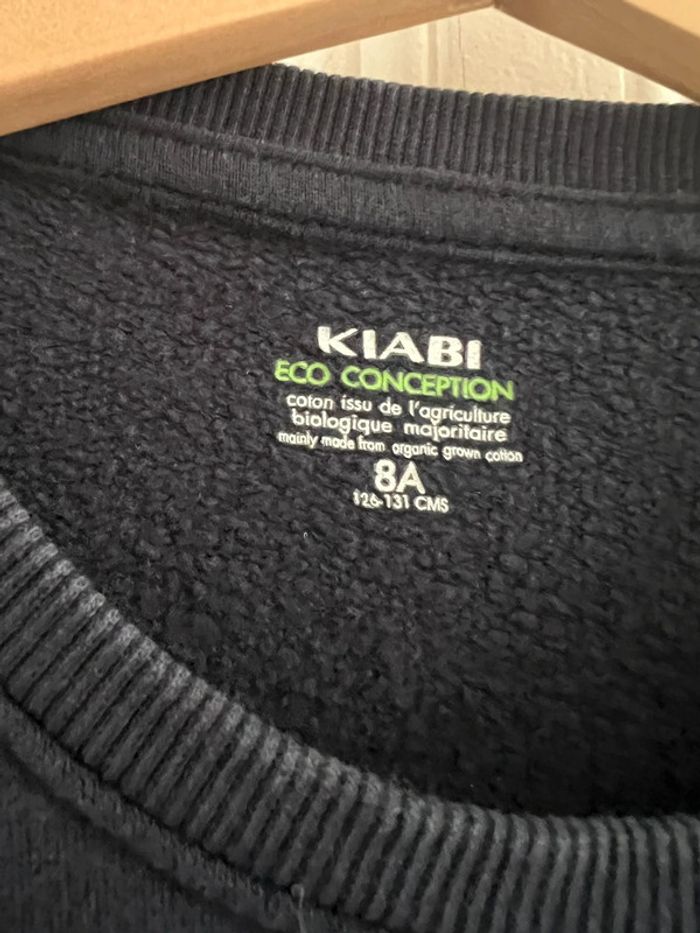 KIABI
ECO CONCEPTION
coton issu de l'agriculture
biologique majoritaire
mainly made from organic grown cotton
8A
126-131 CMS